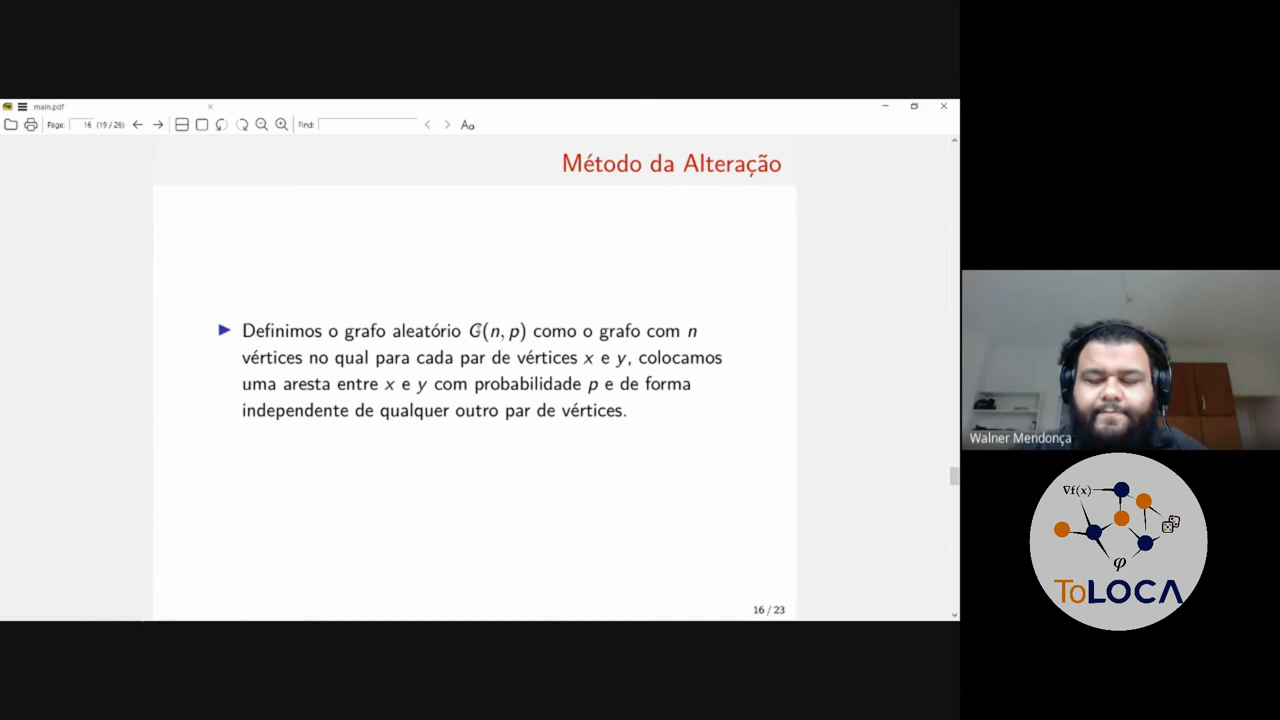 main.pdf
Page: 16 (19 / 26) Find: Aa
Método da Alteração
Definimos o grafo aleatório G(n, p) como o grafo com n
vértices no qual para cada par de vértices x e y, colocamos
uma aresta entre x e y com probabilidade p e de forma
independente de qualquer outro par de vértices.
16 / 23
Walner Mendonça
∇f(x)
φ
ToLOCA